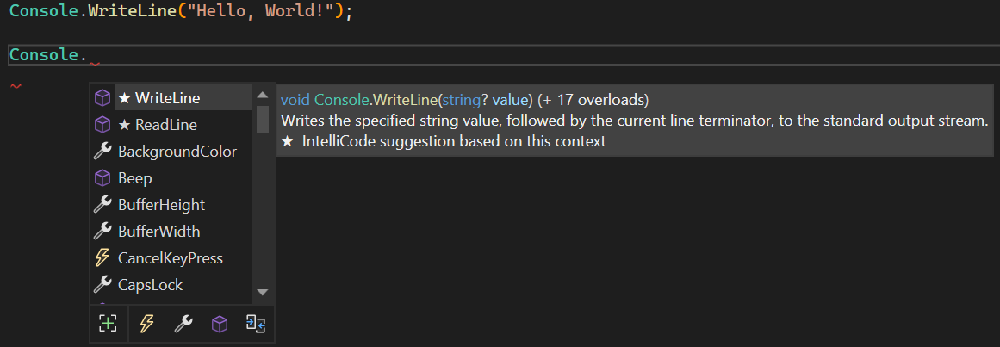 Console.WriteLine("Hello, World!");
Console.
★ WriteLine
★ ReadLine
BackgroundColor
Beep
BufferHeight
BufferWidth
CancelKeyPress
CapsLock
void Console.WriteLine(string? value) (+ 17 overloads)
Writes the specified string value, followed by the current line terminator, to the standard output stream.
★ IntelliCode suggestion based on this context